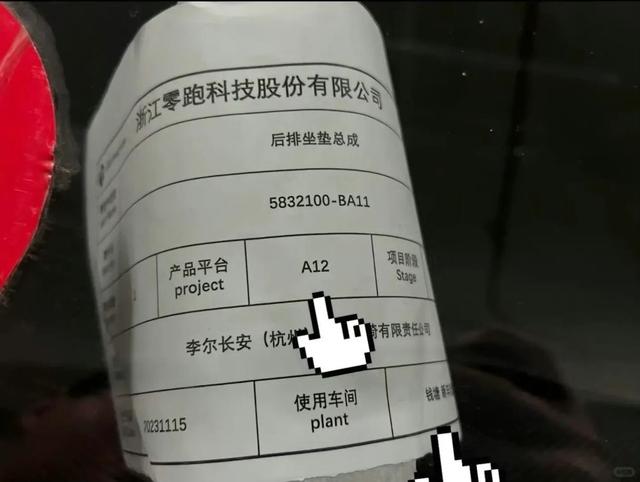 浙江零跑科技股份有限公司
后排坐垫总成
5832100-BA11
产品平台
project
A12
项目阶段
Stage
李尔长安（杭州
有限责任公司
20231115
使用车间
plant
钱塘